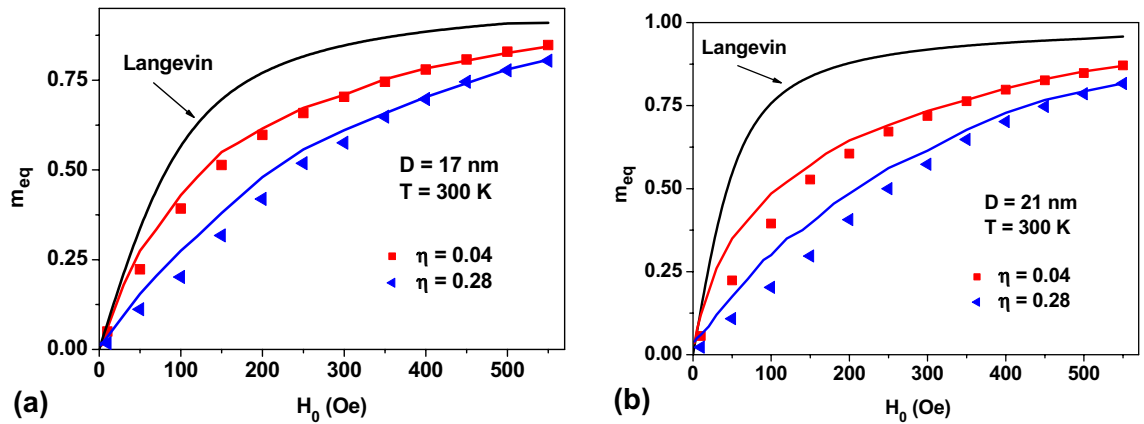 Langevin
D = 17 nm
T = 300 K
η = 0.04
η = 0.28
0.75
0.50
0.25
0.00
m_eq
0 100 200 300 400 500
H_0 (Oe)
(a)
Langevin
D = 21 nm
T = 300 K
η = 0.04
η = 0.28
1.00
0.75
0.50
0.25
0.00
m_eq
0 100 200 300 400 500
H_0 (Oe)
(b)